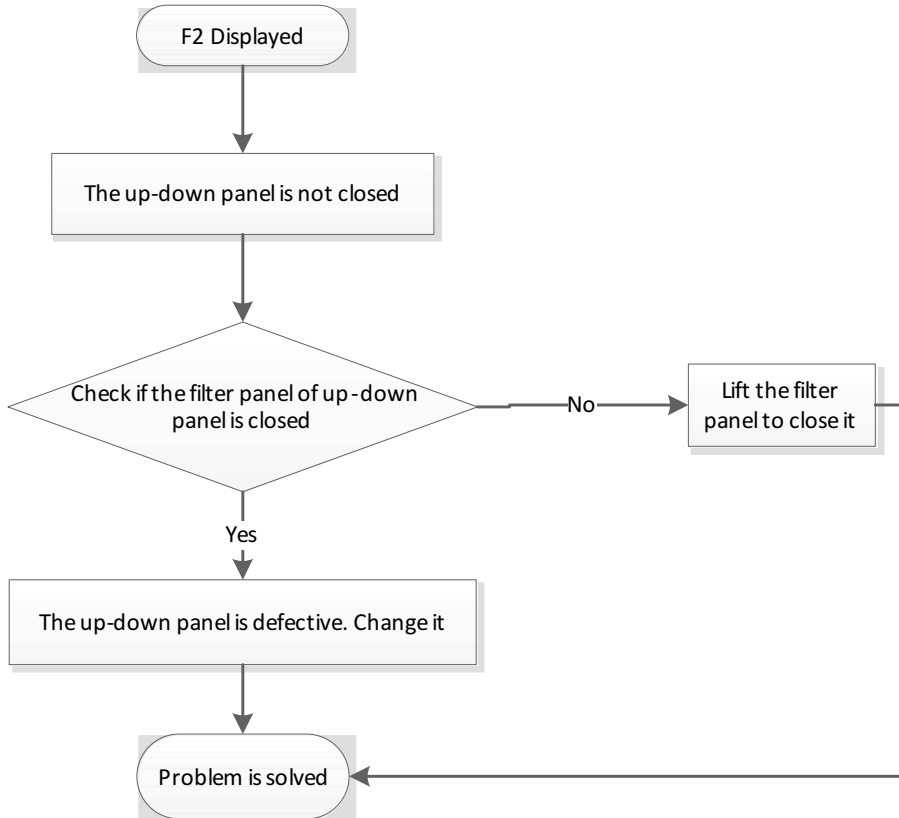 F2 Displayed
The up-down panel is not closed
Check if the filter panel of up-down
panel is closed
No
Lift the filter
panel to close it
Yes
The up-down panel is defective. Change it
Problem is solved